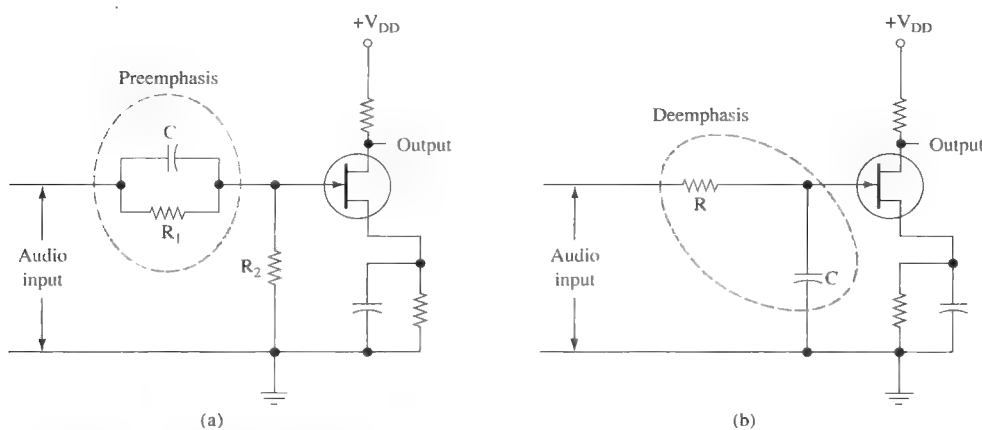 +V_DD
Preemphasis
C
Output
R_1
Audio
input
R_2
(a)
+V_DD
Deemphasis
Output
R
Audio
input
C
(b)